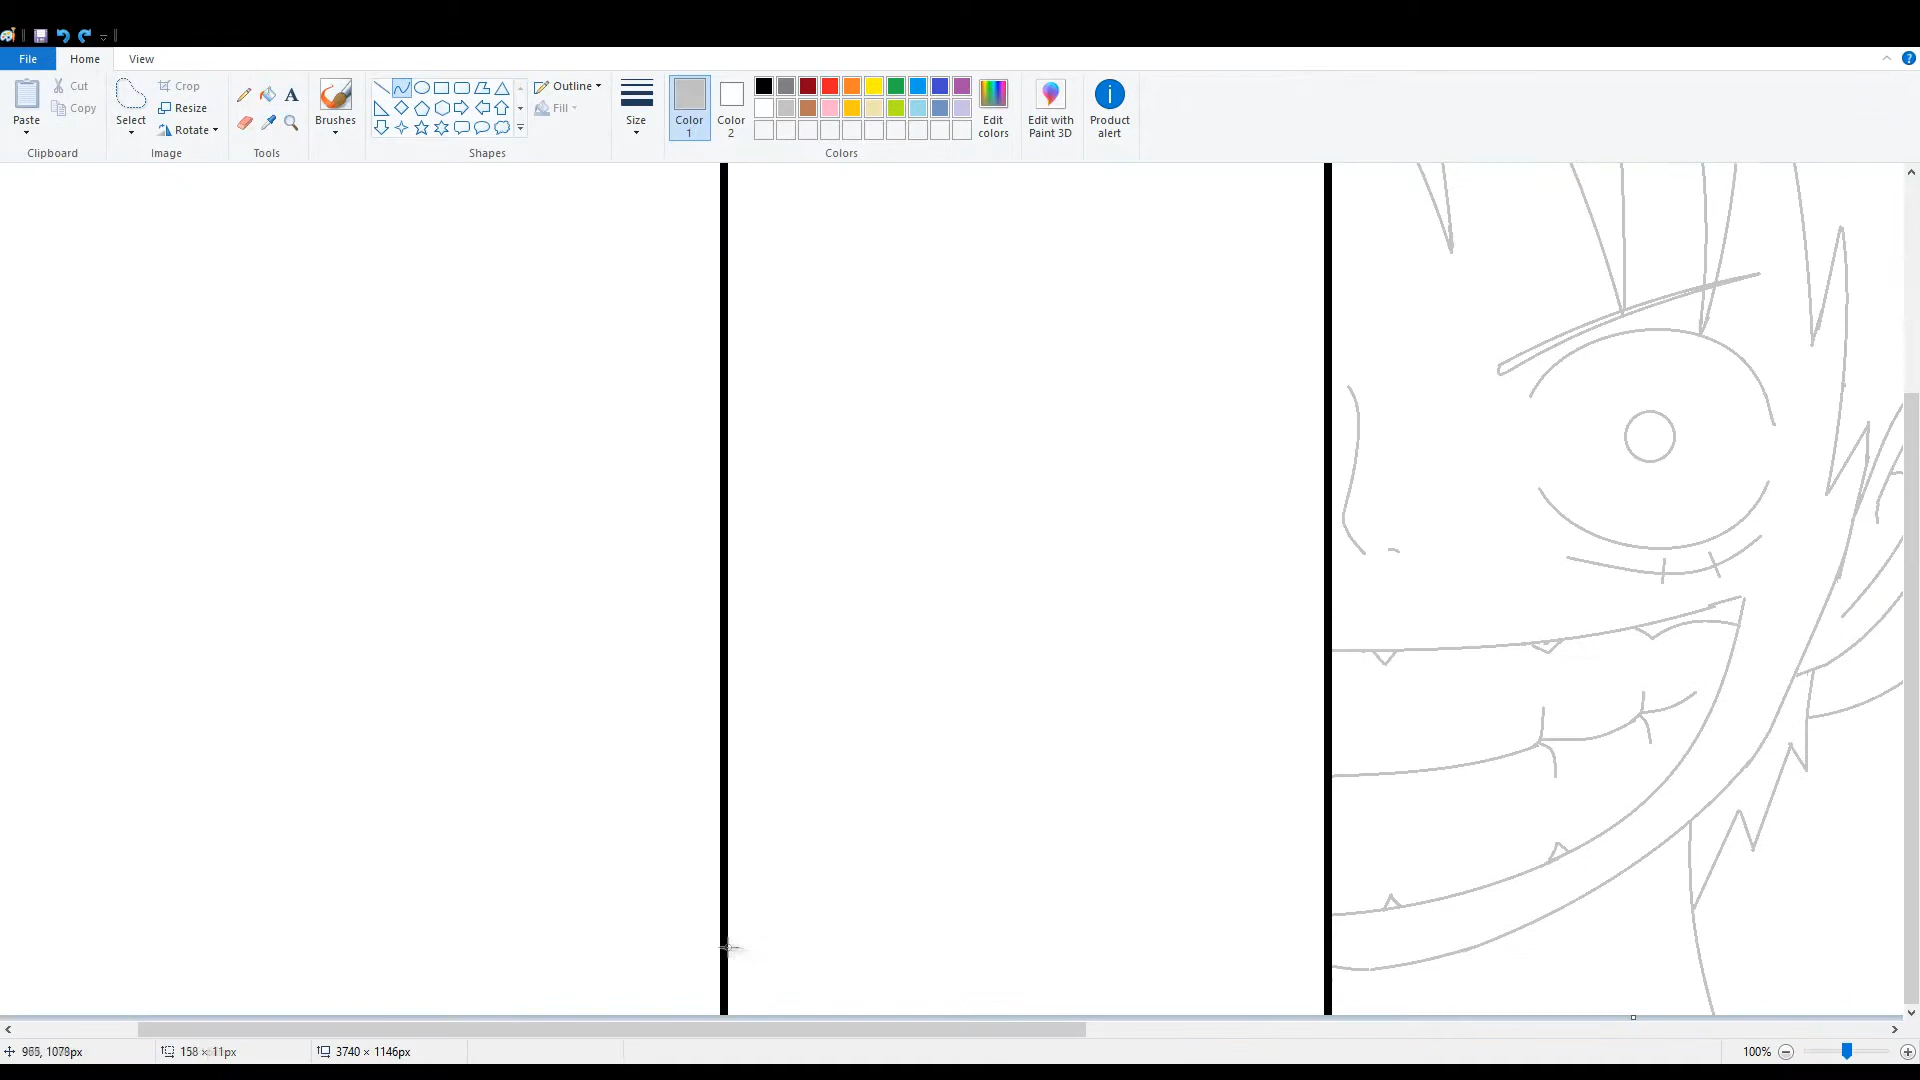 File Home View
Paste
Cut
Copy
Clipboard
Select
Crop
Resize
Rotate
Image
A
Tools
Brushes
Shapes
Outline
Fill
Size
Color 1
Color 2
Colors
Edit colors
Edit with Paint 3D
Product alert
158 × 11px
3740 × 1146px
100%